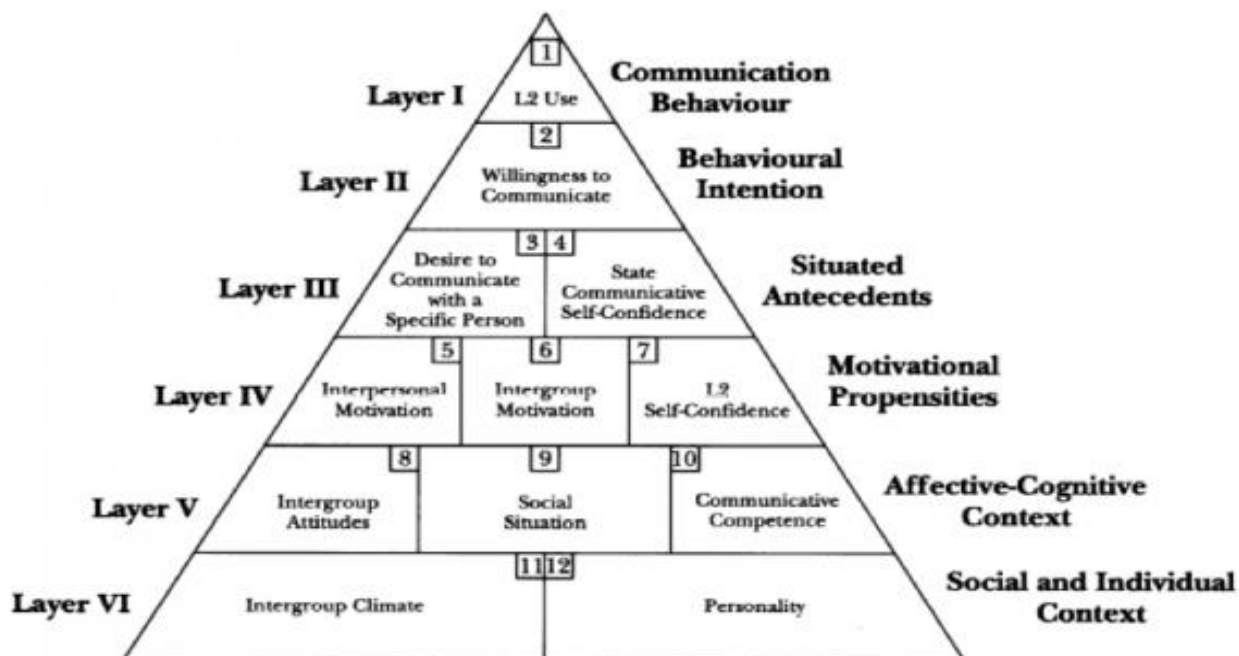 1
Layer I
L2 Use
Communication
Behaviour
2
Layer II
Willingness to
Communicate
Behavioural
Intention
3 4
Layer III
Desire to
Communicate
with a
Specific Person
State
Communicative
Self-Confidence
Situated
Antecedents
5 6 7
Layer IV
Interpersonal
Motivation
Intergroup
Motivation
L2
Self-Confidence
Motivational
Propensities
8 9 10
Layer V
Intergroup
Attitudes
Social
Situation
Communicative
Competence
Affective-Cognitive
Context
11 12
Layer VI
Intergroup Climate
Personality
Social and Individual
Context